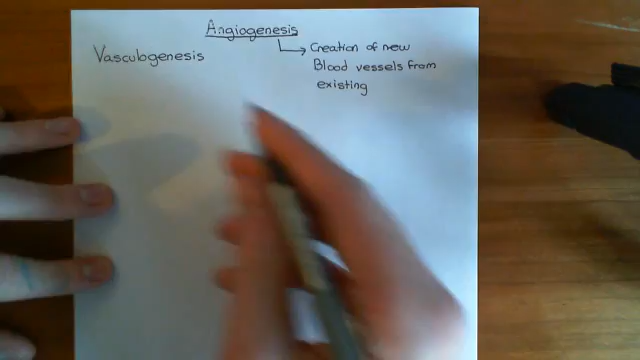 Angiogenesis
Creation of new
Vasculogenesis
Blood vessels from
existing